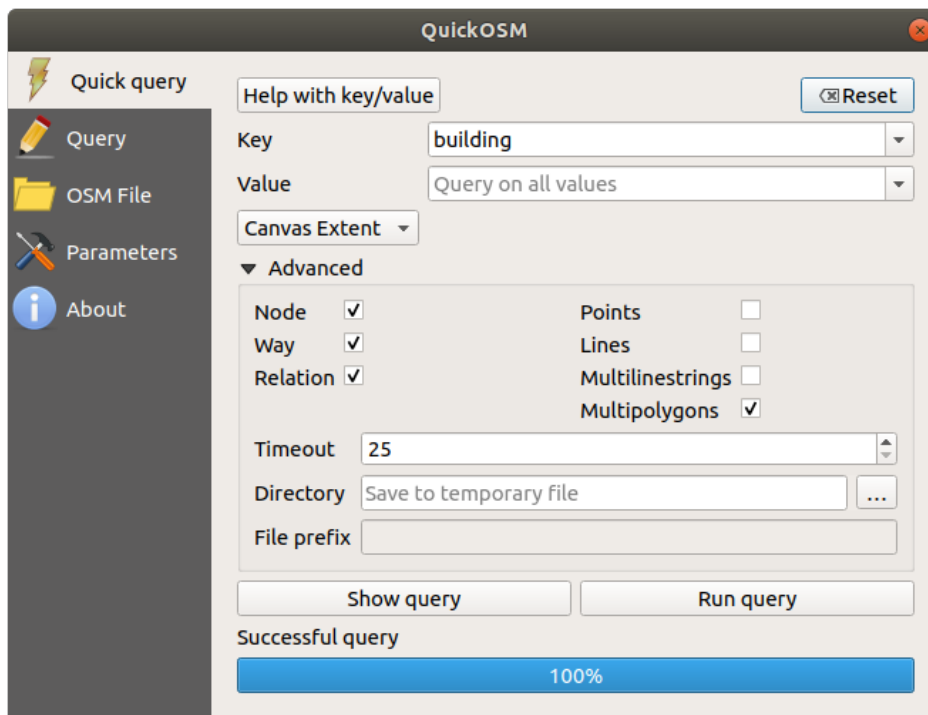 QuickOSM
Quick query
Query
OSM File
Parameters
About
Help with key/value
Reset
Key building
Value Query on all values
Canvas Extent
Advanced
Node Points
Way Lines
Relation Multilinestrings
Multipolygons
Timeout 25
Directory Save to temporary file ...
File prefix
Show query Run query
Successful query
100%